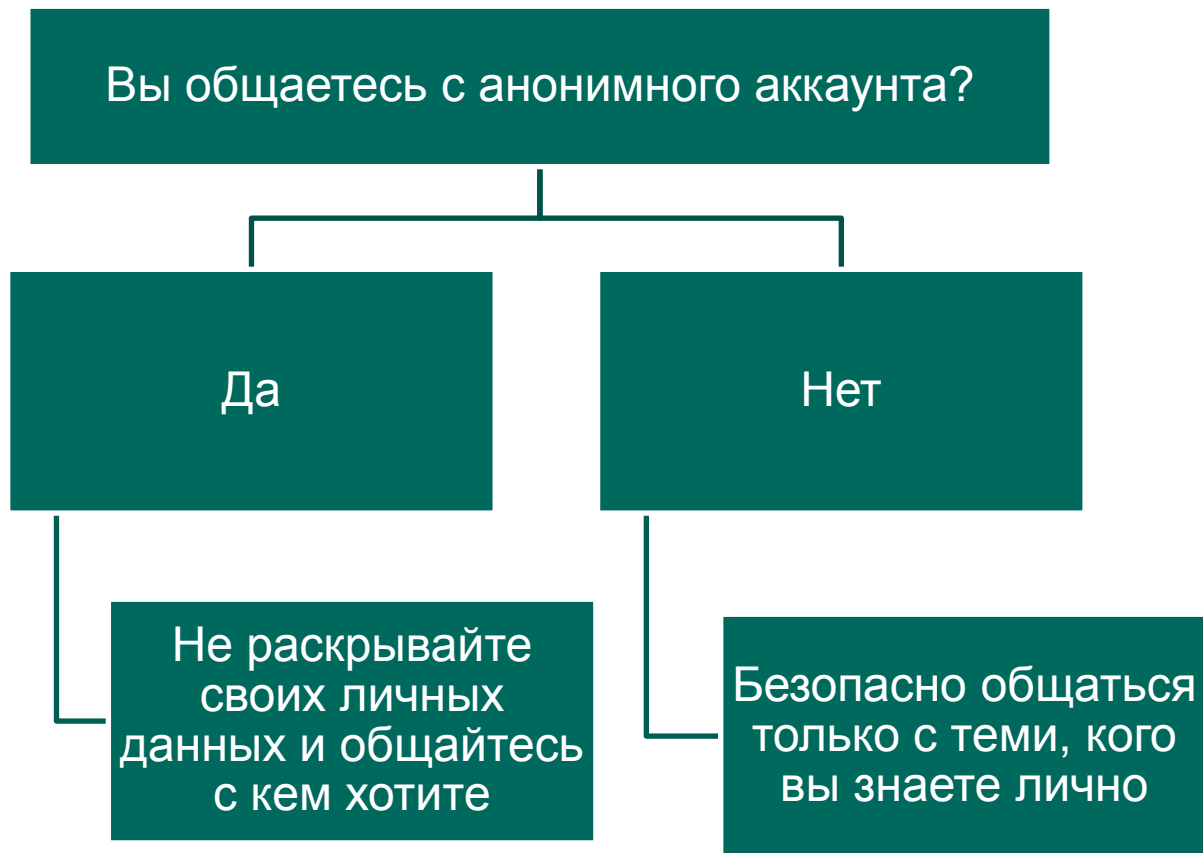 Вы общаетесь с анонимного аккаунта?
Да
Нет
Не раскрывайте
своих личных
данных и общайтесь
с кем хотите
Безопасно общаться
только с теми, кого
вы знаете лично